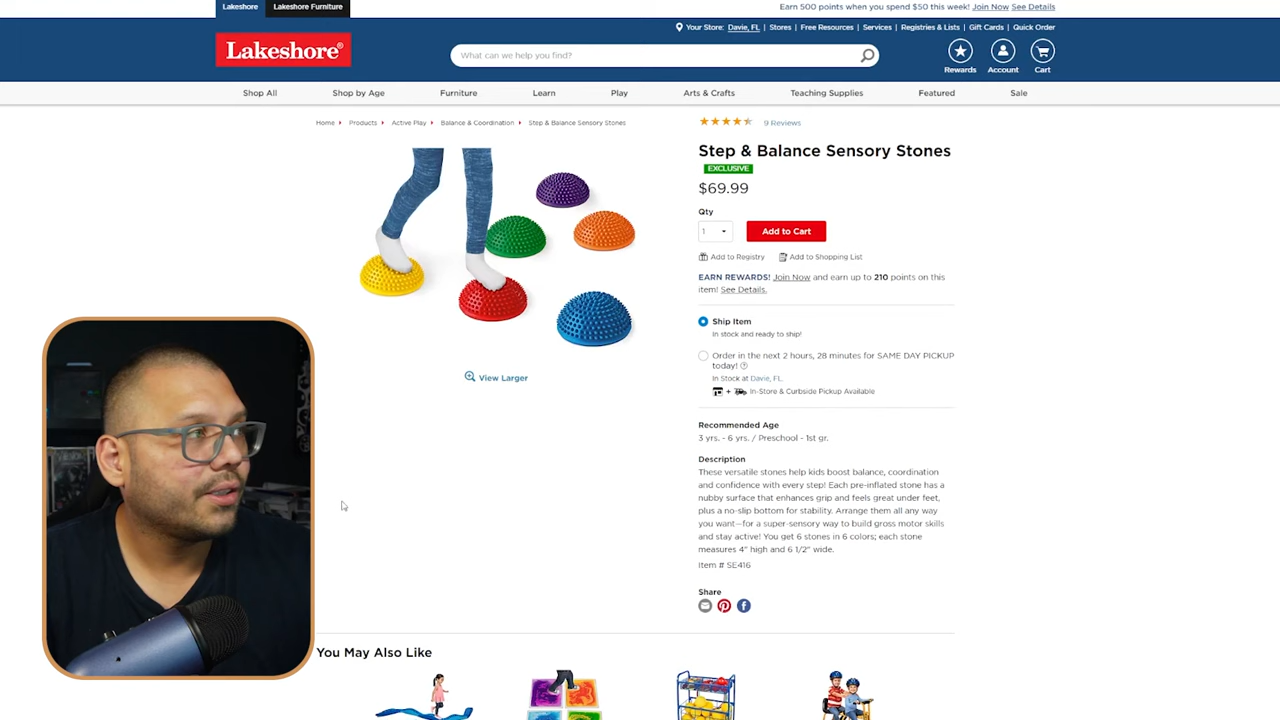 Lakeshore
Lakeshore Furniture
Earn 500 points when you spend $50 this week! Join Now See Details
Your Store: Davie, FL | Stores | Free Resources | Services | Registries & Lists | Gift Cards | Quick Order
Lakeshore®
What can we help you find?
Rewards Account Cart
Shop All Shop by Age Furniture Learn Play Arts & Crafts Teaching Supplies Featured Sale
Home Products Active Play Balance & Coordination Step & Balance Sensory Stones
9 Reviews
Step & Balance Sensory Stones
EXCLUSIVE
$69.99
Qty
1
Add to Cart
Add to Registry Add to Shopping List
EARN REWARDS! Join Now and earn up to 210 points on this
item! See Details.
Ship Item
In stock and ready to ship!
Order in the next 2 hours, 28 minutes for SAME DAY PICKUP
today! ?
In Stock at Davie, FL
+ In-Store & Curbside Pickup Available
View Larger
Recommended Age
3 yrs. - 6 yrs. / Preschool - 1st gr.
Description
These versatile stones help kids boost balance, coordination
and confidence with every step! Each pre-inflated stone has a
nubby surface that enhances grip and feels great under feet,
plus a no-slip bottom for stability. Arrange them all any way
you want—for a super-sensory way to build gross motor skills
and stay active! You get 6 stones in 6 colors; each stone
measures 4" high and 6 1/2" wide.
Item # SE416
Share
You May Also Like